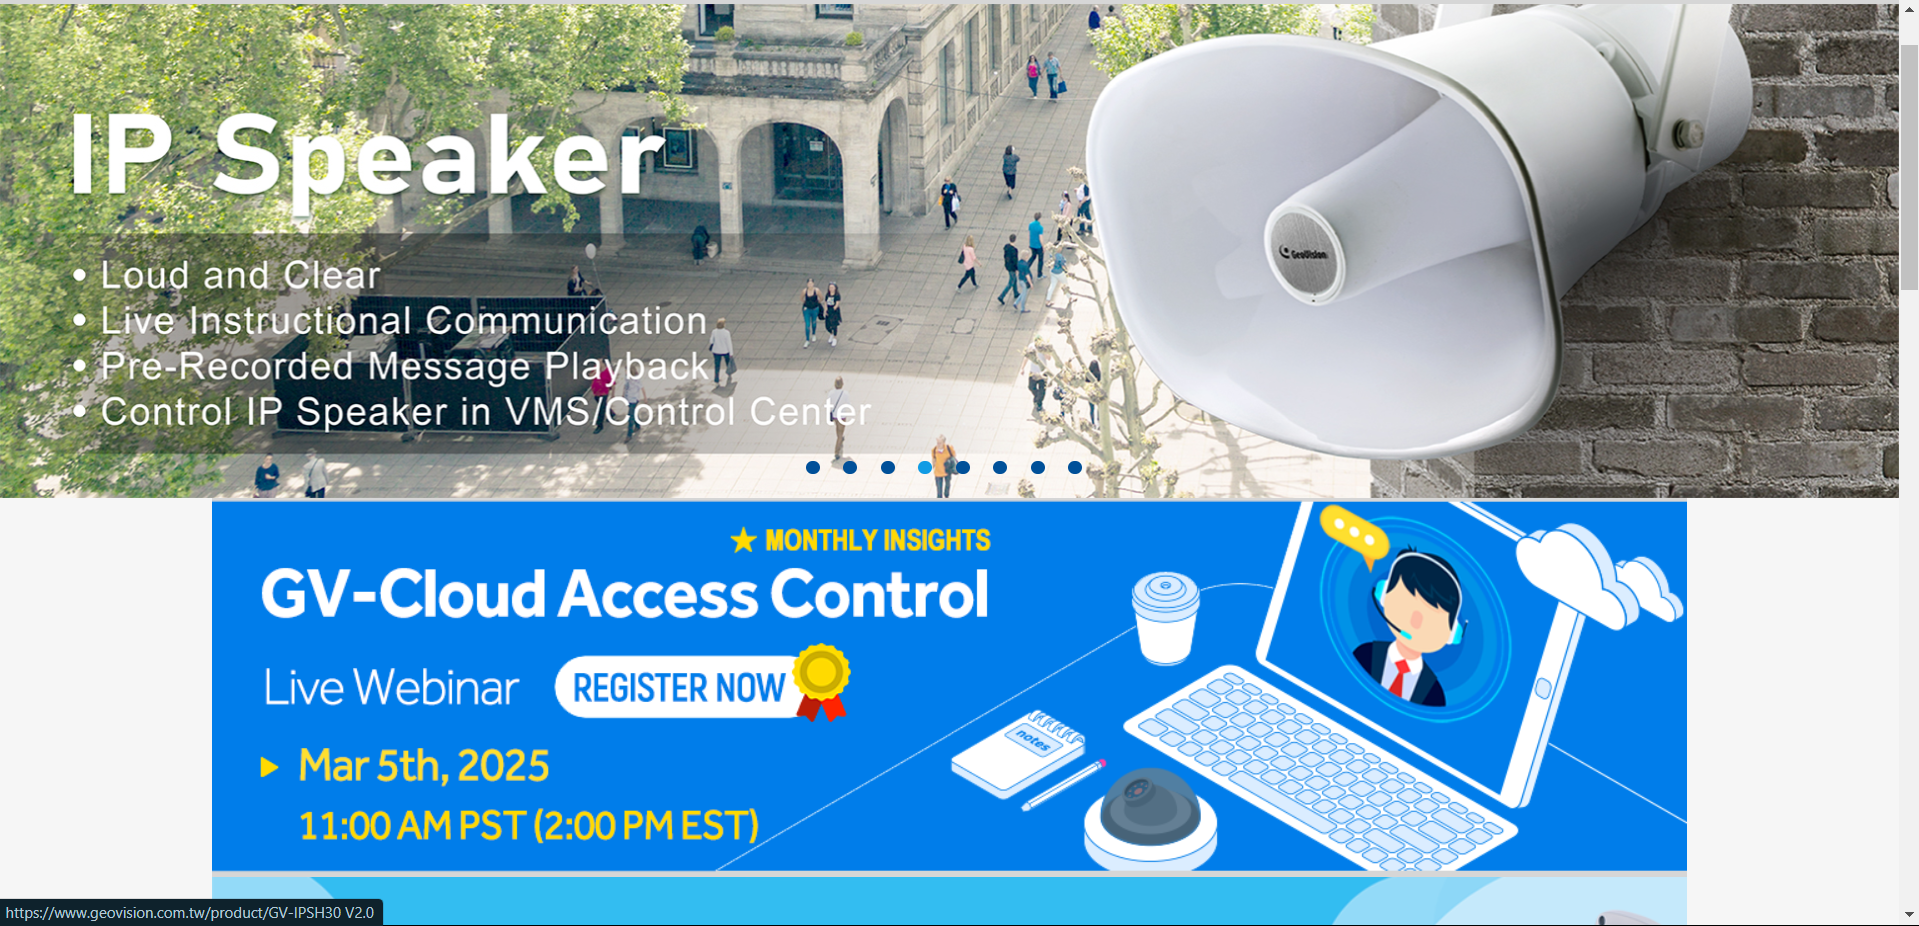 IP Speaker
• Loud and Clear
• Live Instructional Communication
• Pre-Recorded Message Playback
• Control IP Speaker in VMS/Control Center
GeoVision
★ MONTHLY INSIGHTS
GV-Cloud Access Control
Live Webinar REGISTER NOW
notes
Mar 5th, 2025
11:00 AM PST (2:00 PM EST)
https://www.geovision.com.tw/product/GV-IPSH30 V2.0